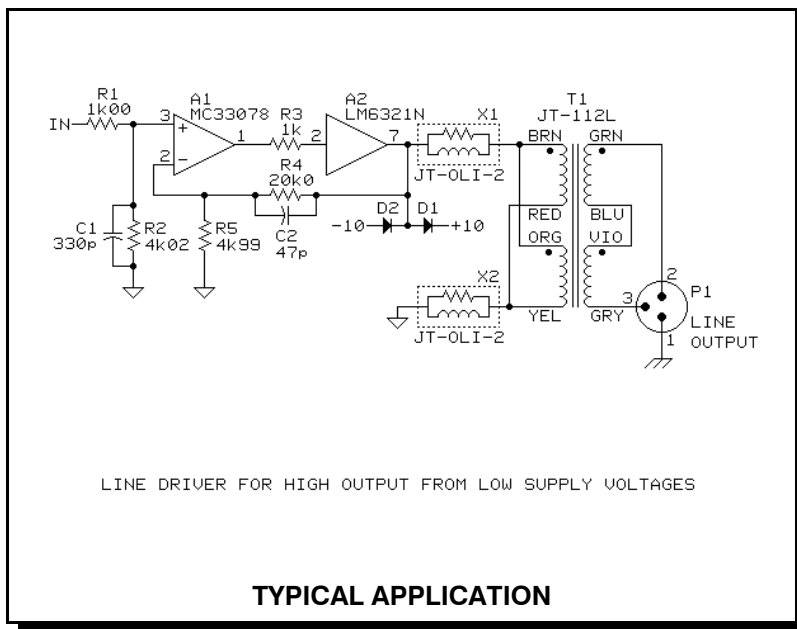 R1
1k00
IN
A1
MC33078
3
+
2
−
1
R3
1k
A2
LM6321N
2
7
X1
JT-OLI-2
T1
JT-112L
BRN
GRN
R4
20k0
C2
47p
D2
D1
−10
+10
RED
BLU
ORG
VIO
C1
330p
R2
4k02
R5
4k99
X2
JT-OLI-2
YEL
GRY
2
3
1
P1
LINE
OUTPUT
LINE DRIVER FOR HIGH OUTPUT FROM LOW SUPPLY VOLTAGES
TYPICAL APPLICATION